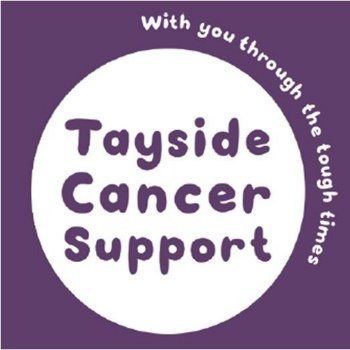 With you through the tough times
Tayside
Cancer
Support